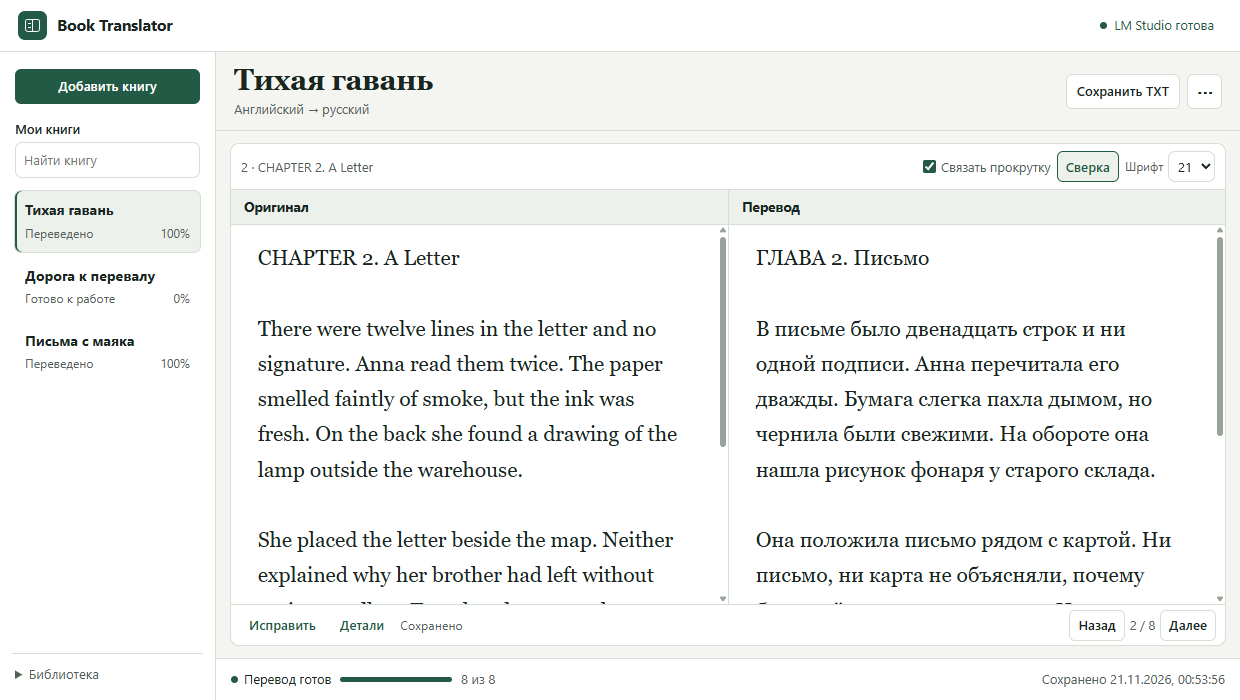 Book Translator
LM Studio готова
Добавить книгу
Мои книги
Найти книгу
Тихая гавань
Переведено 100%
Дорога к перевалу
Готово к работе 0%
Письма с маяка
Переведено 100%
Библиотека
Тихая гавань
Английский → русский
Сохранить TXT
...
2 · CHAPTER 2. A Letter
Связать прокрутку
Сверка
Шрифт
21
Оригинал
CHAPTER 2. A Letter
There were twelve lines in the letter and no
signature. Anna read them twice. The paper
smelled faintly of smoke, but the ink was
fresh. On the back she found a drawing of the
lamp outside the warehouse.
She placed the letter beside the map. Neither
explained why her brother had left without
Перевод
ГЛАВА 2. Письмо
В письме было двенадцать строк и ни
одной подписи. Анна перечитала его
дважды. Бумага слегка пахла дымом, но
чернила были свежими. На обороте она
нашла рисунок фонаря у старого склада.
Она положила письмо рядом с картой. Ни
письмо, ни карта не объясняли, почему
Исправить
Детали
Сохранено
Назад
2 / 8
Далее
Перевод готов
8 из 8
Сохранено 21.11.2026, 00:53:56